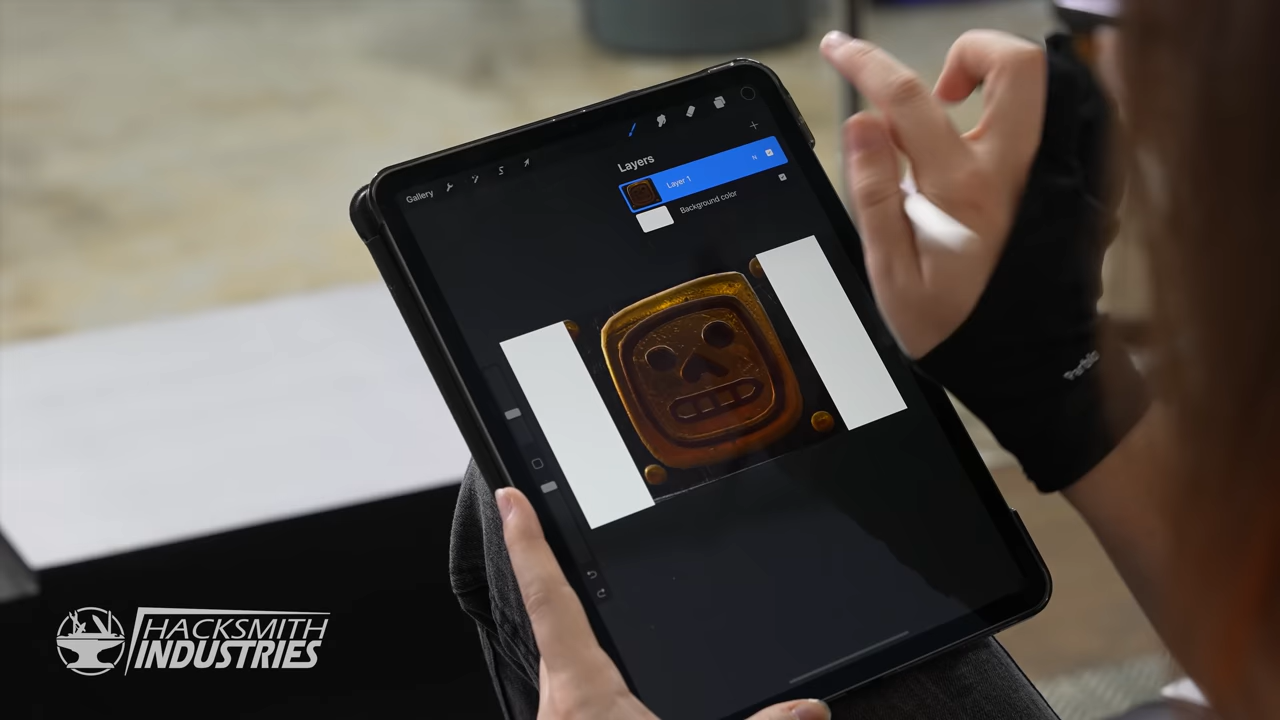 Gallery
S
Layers
Layer 1
N
Background color
HACKSMITH
INDUSTRIES